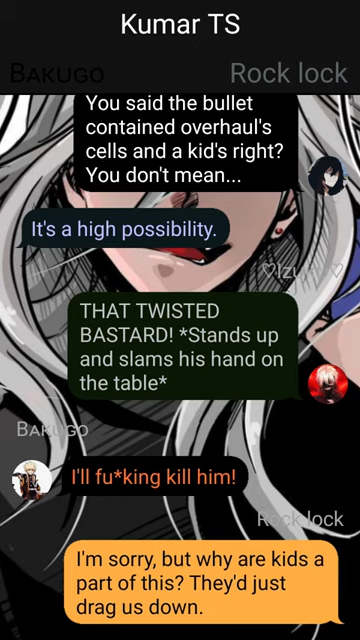 Kumar TS
BAKUGO
Rock lock
You said the bullet
contained overhaul's
cells and a kid's right?
You don't mean...
It's a high possibility.
THAT TWISTED
BASTARD! *Stands up
and slams his hand on
the table*
BAKUGO
I'll fu*king kill him!
Rock lock
I'm sorry, but why are kids a
part of this? They'd just
drag us down.